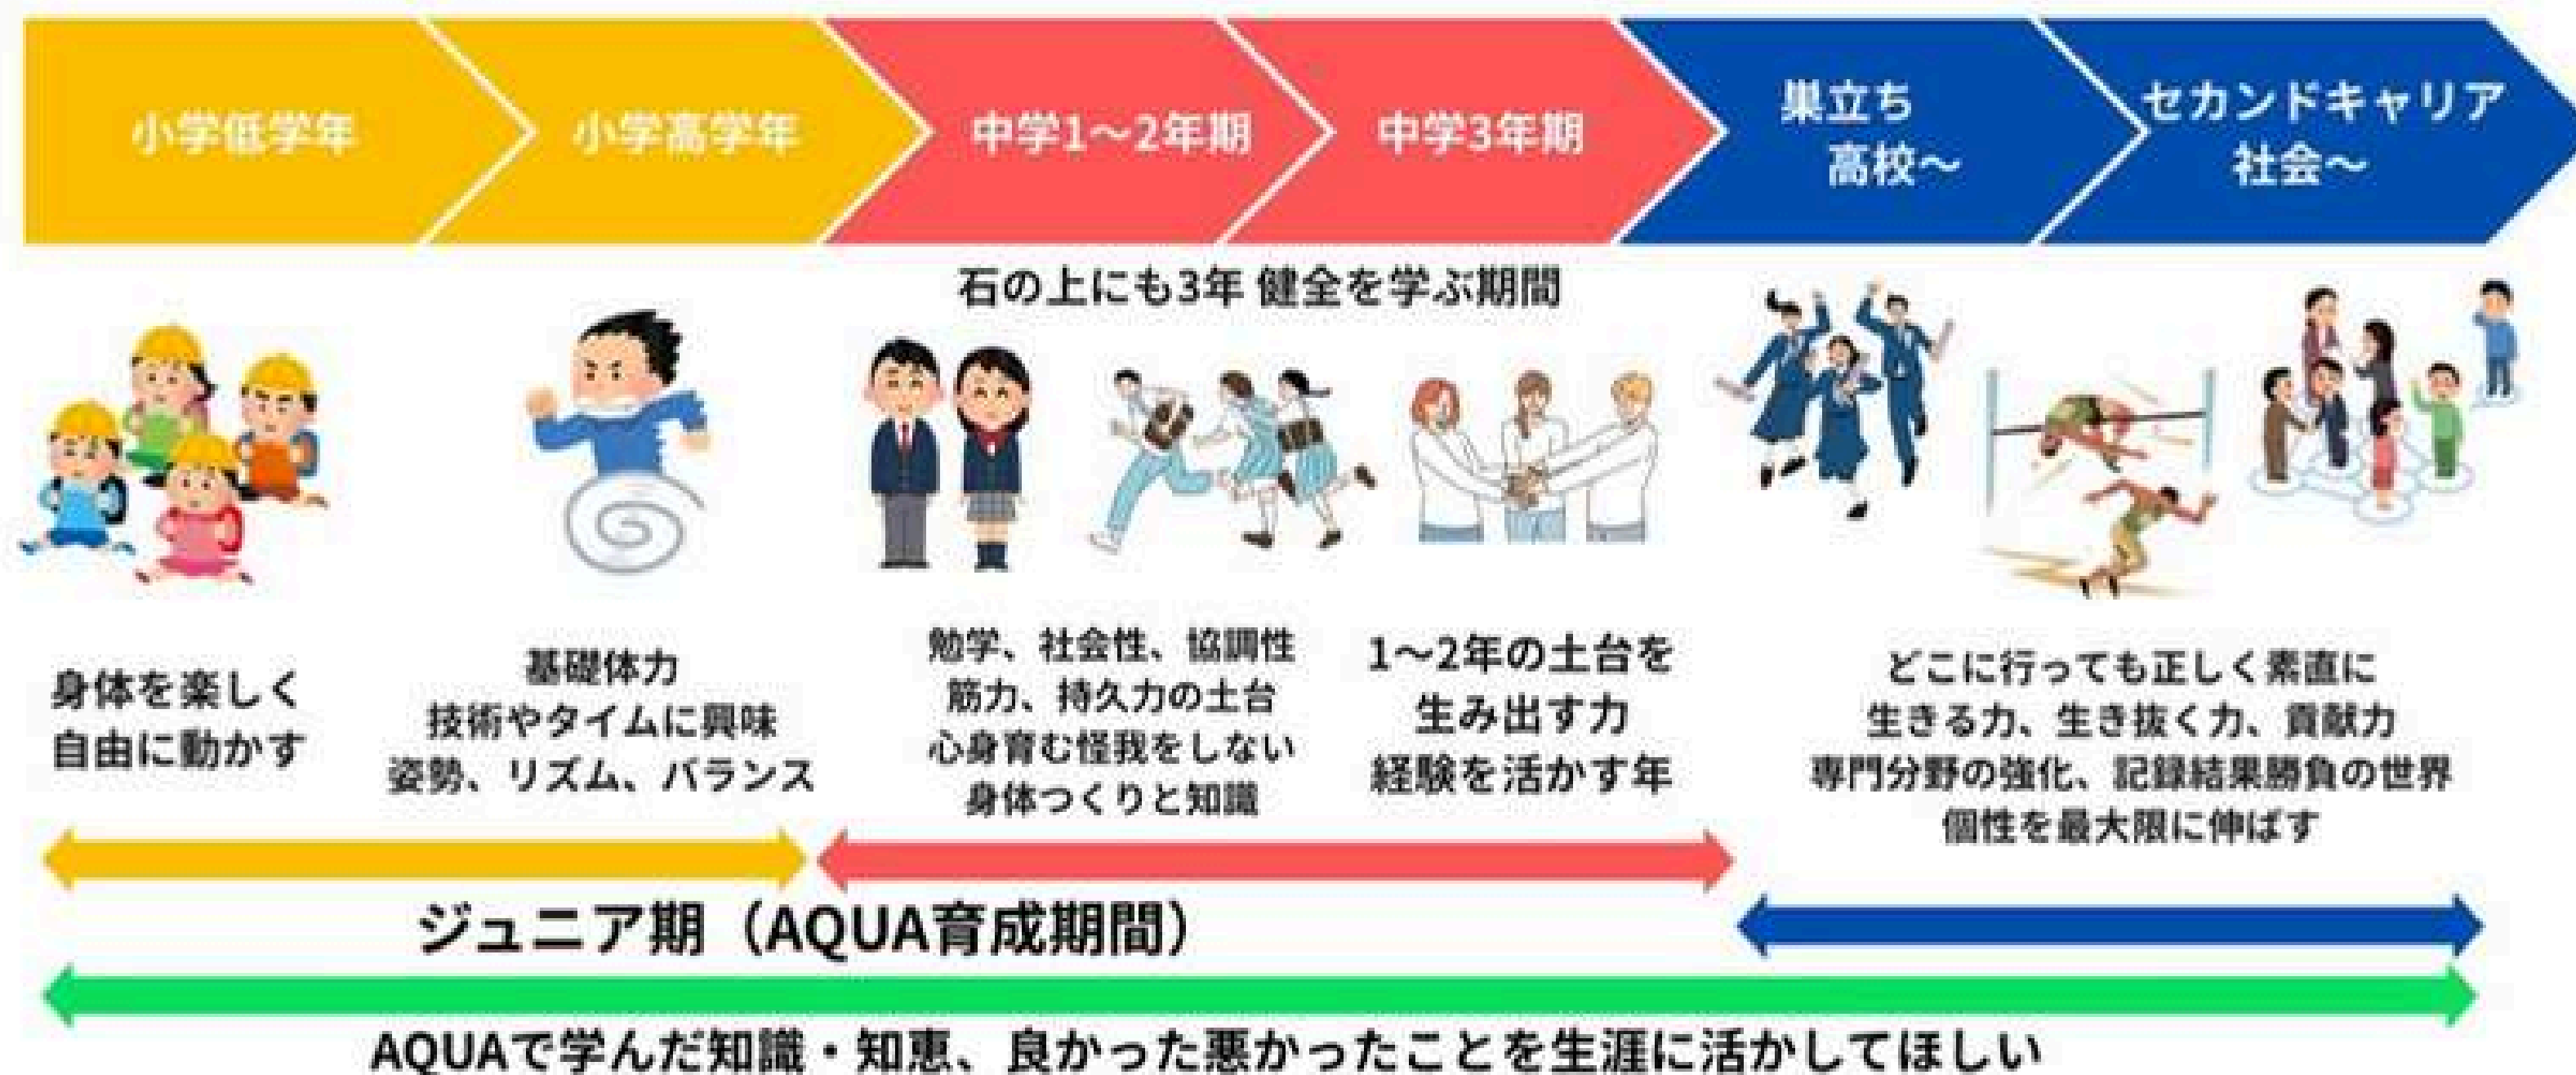 小学低学年
小学高学年
中学1〜2年期
中学3年期
巣立ち
高校〜
セカンドキャリア
社会〜
石の上にも3年 健全を学ぶ期間
身体を楽しく
自由に動かす
基礎体力
技術やタイムに興味
姿勢、リズム、バランス
勉学、社会性、協調性
筋力、持久力の土台
心身育む怪我をしない
身体つくりと知識
1〜2年の土台を
生み出す力
経験を活かす年
どこに行っても正しく素直に
生きる力、生き抜く力、貢献力
専門分野の強化、記録結果勝負の世界
個性を最大限に伸ばす
ジュニア期（AQUA育成期間）
AQUAで学んだ知識・知恵、良かった悪かったことを生涯に活かしてほしい